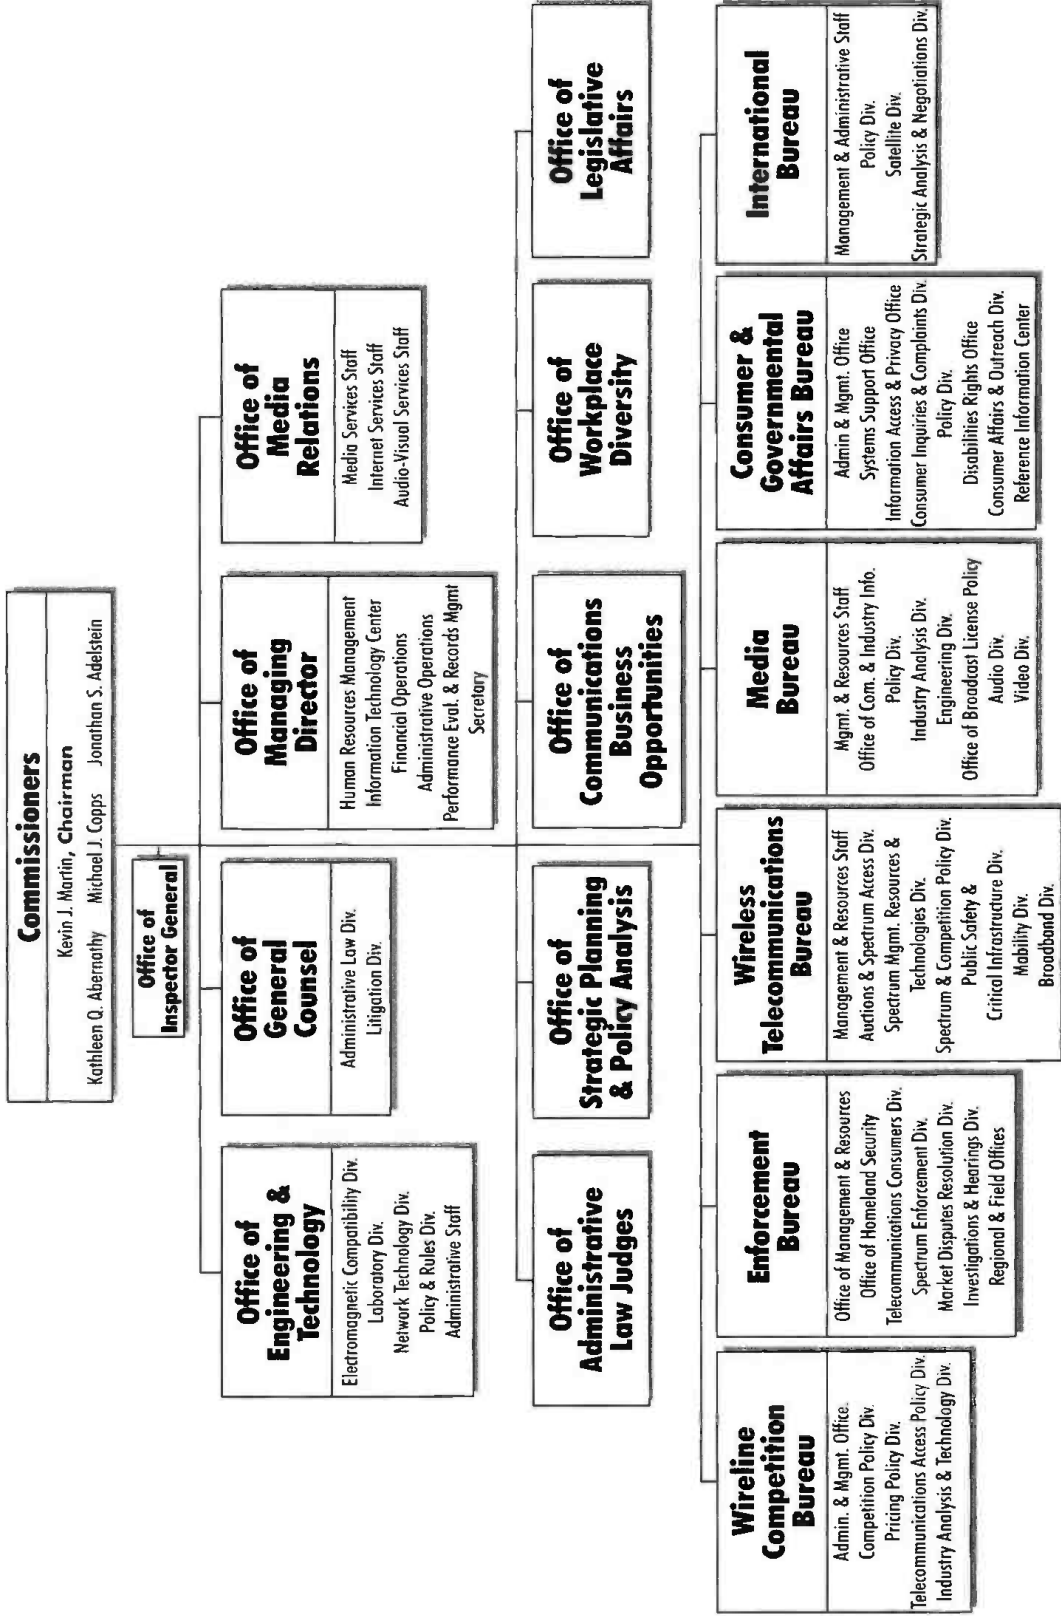 Commissioners
Kevin J. Martin, Chairman
Kathleen Q. Abernathy Michael J. Copps Jonathan S. Adelstein
Office of
Inspector General
Office of
Engineering &
Technology
Electromagnetic Compatibility Div.
Laboratory Div.
Network Technology Div.
Policy & Rules Div.
Administrative Staff
Office of
General
Counsel
Administrative Law Div.
Litigation Div.
Office of
Managing
Director
Human Resources Management
Information Technology Center
Financial Operations
Administrative Operations
Performance Eval. & Records Mgmt
Secretary
Office of
Media
Relations
Media Services Staff
Internet Services Staff
Audio-Visual Services Staff
Office of
Administrative
Law Judges
Office of
Strategic Planning
& Policy Analysis
Office of
Communications
Business
Opportunities
Office of
Workplace
Diversity
Office of
Legislative
Affairs
Wireline
Competition
Bureau
Admin. & Mgmt. Office.
Competition Policy Div.
Pricing Policy Div.
Telecommunications Access Policy Div.
Industry Analysis & Technology Div.
Enforcement
Bureau
Office of Management & Resources
Office of Homeland Security
Telecommunications Consumers Div.
Spectrum Enforcement Div.
Market Disputes Resolution Div.
Investigations & Hearings Div.
Regional & Field Offices
Wireless
Telecommunications
Bureau
Management & Resources Staff
Auctions & Spectrum Access Div.
Spectrum Mgmt. Resources &
Technologies Div.
Spectrum & Competition Policy Div.
Public Safety &
Critical Infrastructure Div.
Mobility Div.
Broadband Div.
Media
Bureau
Mgmt. & Resources Staff
Office of Com. & Industry Info.
Policy Div.
Industry Analysis Div.
Engineering Div.
Office of Broadcast License Policy
Audio Div.
Video Div.
Consumer &
Governmental
Affairs Bureau
Admin & Mgmt. Office
Systems Support Office
Information Access & Privacy Office
Consumer Inquiries & Complaints Div.
Policy Div.
Disabilities Rights Office
Consumer Affairs & Outreach Div.
Reference Information Center
International
Bureau
Management & Administrative Staff
Policy Div.
Satellite Div.
Strategic Analysis & Negotiations Div.